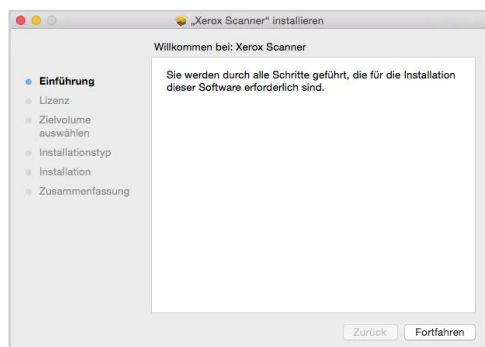 „Xerox Scanner“ installieren
Willkommen bei: Xerox Scanner
Einführung
Lizenz
Zielvolume
auswählen
Installationstyp
Installation
Zusammenfassung
Sie werden durch alle Schritte geführt, die für die Installation
dieser Software erforderlich sind.
Zurück
Fortfahren